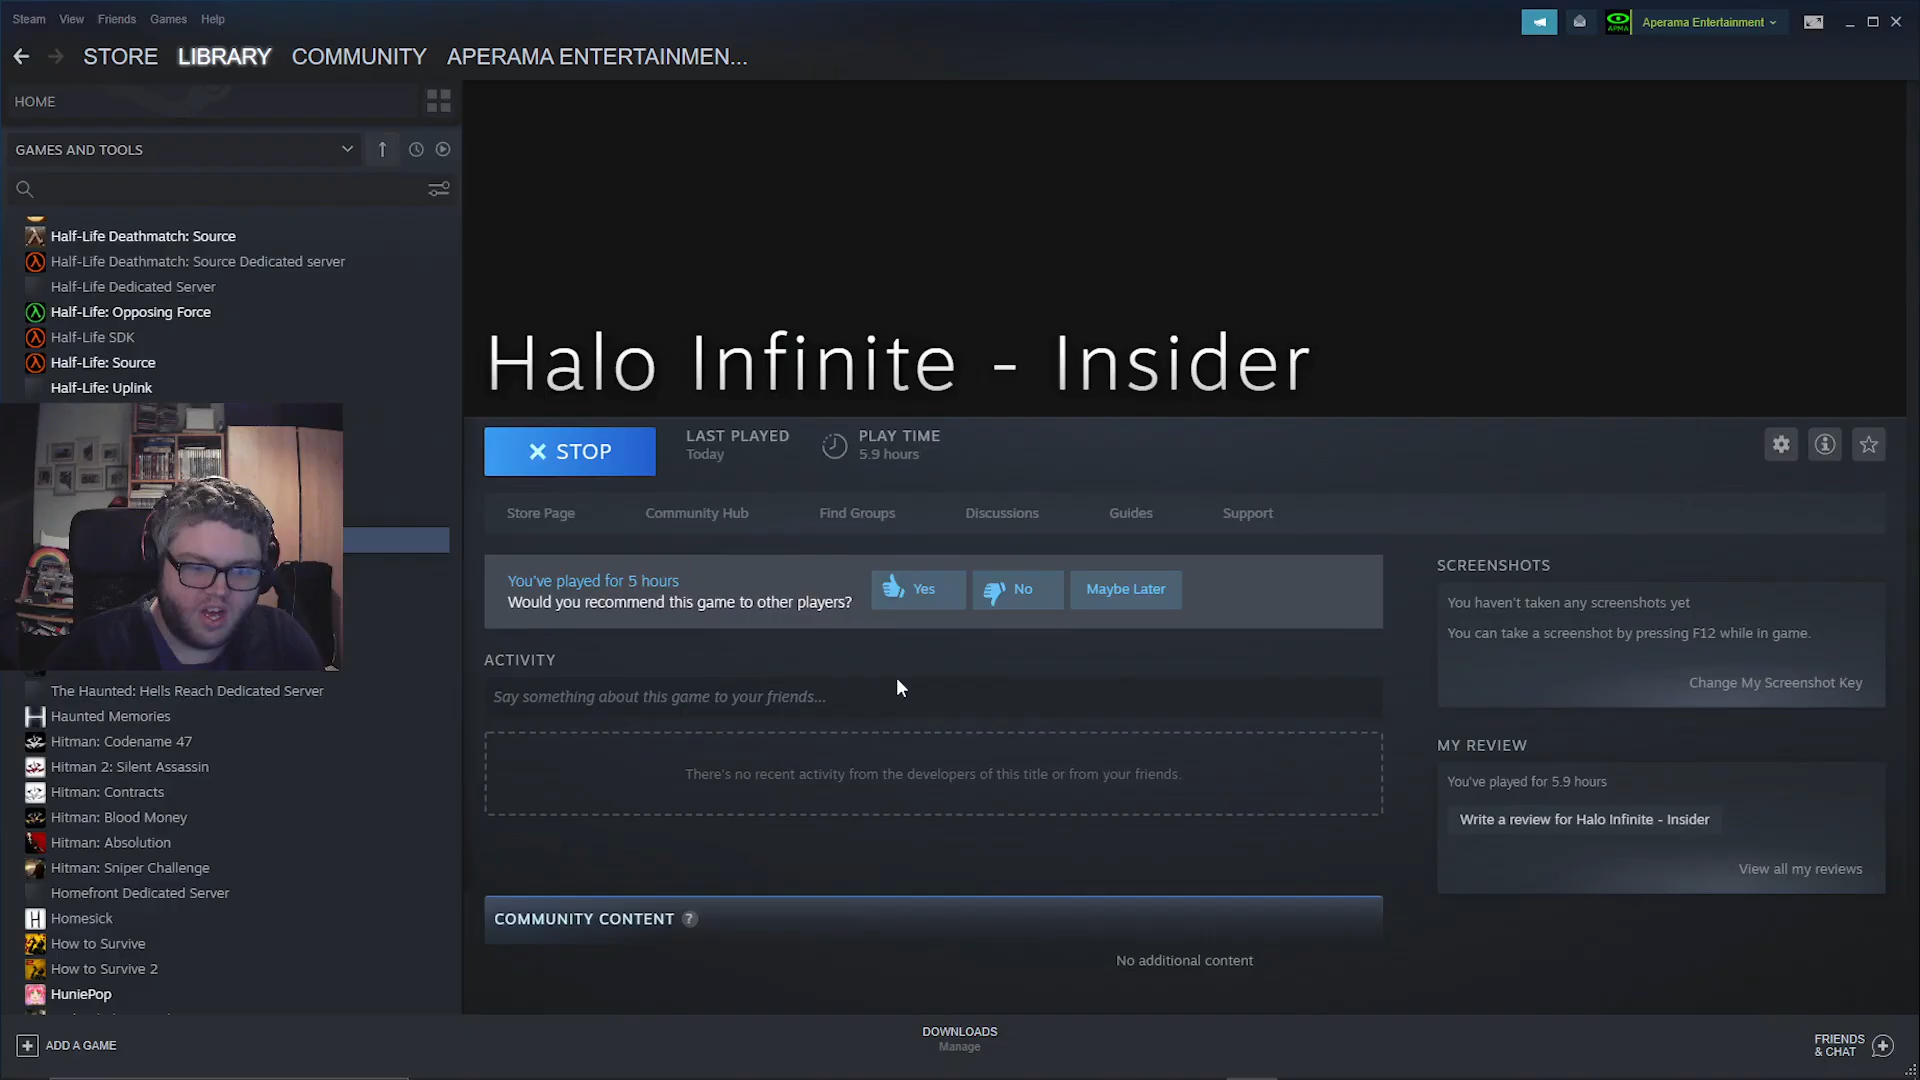 Steam View Friends Games Help
APMA
Aperama Entertainment
STORE LIBRARY COMMUNITY APERAMA ENTERTAINMEN...
HOME
GAMES AND TOOLS
Half-Life Deathmatch: Source
Half-Life Deathmatch: Source Dedicated server
Half-Life Dedicated Server
Half-Life: Opposing Force
Half-Life SDK
Half-Life: Source
Half-Life: Uplink
The Haunted: Hells Reach Dedicated Server
Haunted Memories
Hitman: Codename 47
Hitman 2: Silent Assassin
Hitman: Contracts
Hitman: Blood Money
Hitman: Absolution
Hitman: Sniper Challenge
Homefront Dedicated Server
Homesick
How to Survive
How to Survive 2
HuniePop
Halo Infinite - Insider
STOP
LAST PLAYED
Today
PLAY TIME
5.9 hours
Store Page Community Hub Find Groups Discussions Guides Support
You've played for 5 hours
Would you recommend this game to other players?
Yes No Maybe Later
ACTIVITY
Say something about this game to your friends...
There's no recent activity from the developers of this title or from your friends.
COMMUNITY CONTENT ?
No additional content
SCREENSHOTS
You haven't taken any screenshots yet
You can take a screenshot by pressing F12 while in game.
Change My Screenshot Key
MY REVIEW
You've played for 5.9 hours
Write a review for Halo Infinite - Insider
View all my reviews
ADD A GAME
DOWNLOADS
Manage
FRIENDS
& CHAT